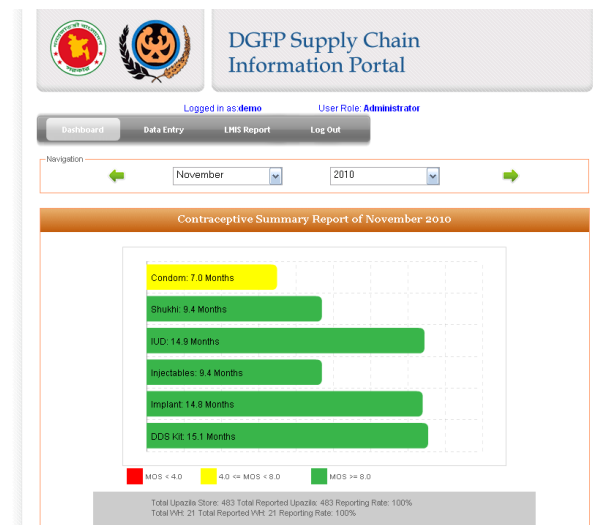 DGFP Supply Chain
Information Portal
Logged in as:demo User Role: Administrator
Dashboard Data Entry LMIS Report Log Out
Navigation
November 2010
Contraceptive Summary Report of November 2010
Condom: 7.0 Months
Shukhi: 9.4 Months
IUD: 14.9 Months
Injectables: 9.4 Months
Implant: 14.8 Months
DDS Kit: 15.1 Months
MOS < 4.0 4.0 <= MOS < 8.0 MOS >= 8.0
Total Upazila Store: 483 Total Reported Upazila: 483 Reporting Rate: 100%
Total WH: 21 Total Reported WH: 21 Reporting Rate: 100%